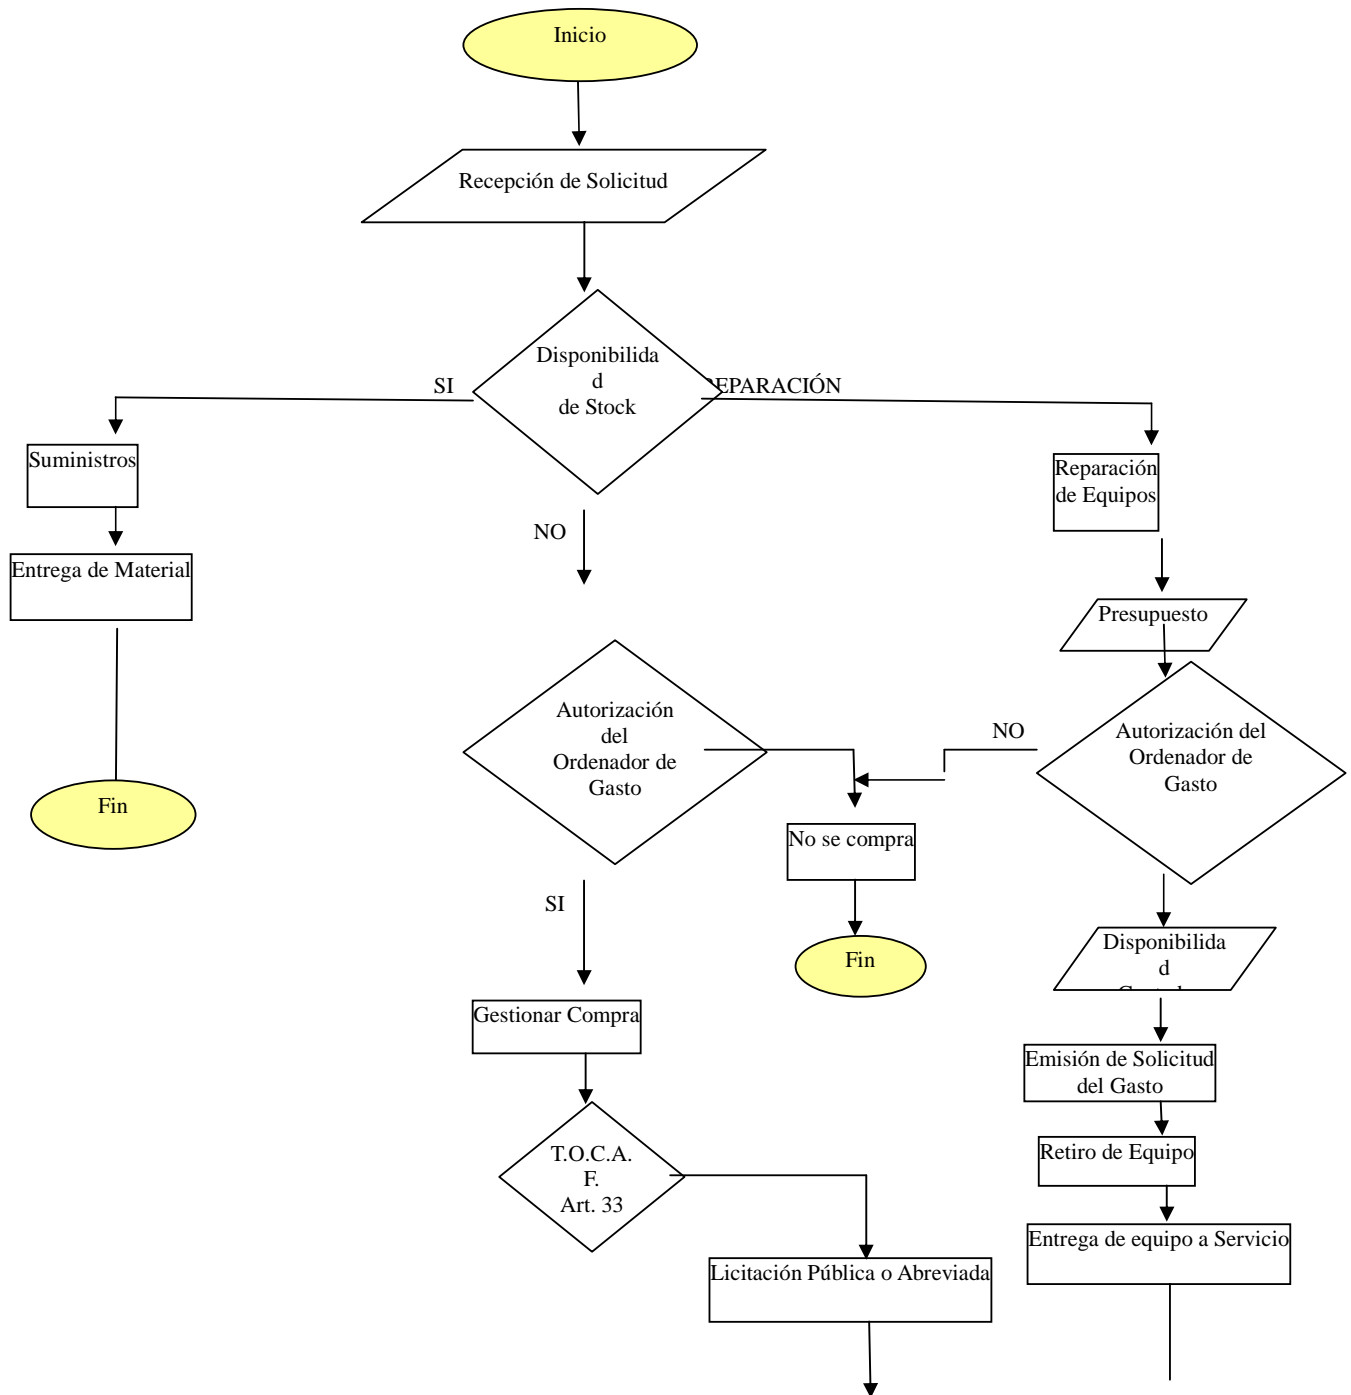 Inicio
Recepción de Solicitud
Disponibilida
d
de Stock
SI
EPARACIÓN
Suministros
Reparación
de Equipos
NO
Entrega de Material
Presupuesto
Autorización
del
Ordenador de
Gasto
NO
Autorización del
Ordenador de
Gasto
Fin
No se compra
SI
Fin
Disponibilida
d
Gestionar Compra
Emisión de Solicitud
del Gasto
T.O.C.A.
F.
Art. 33
Retiro de Equipo
Entrega de equipo a Servicio
Licitación Pública o Abreviada